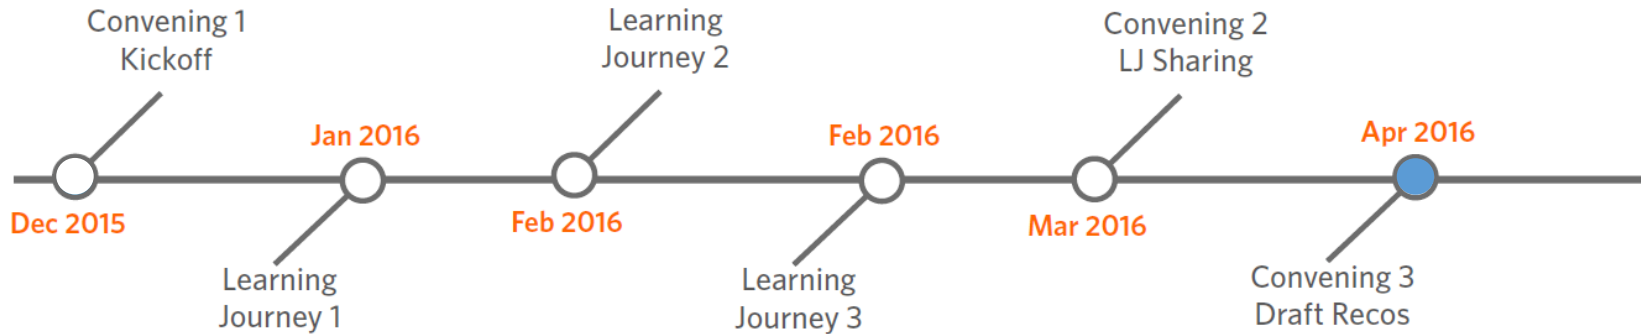 Convening 1
Kickoff
Dec 2015
Jan 2016
Learning
Journey 1
Learning
Journey 2
Feb 2016
Feb 2016
Learning
Journey 3
Convening 2
LJ Sharing
Mar 2016
Apr 2016
Convening 3
Draft Recos